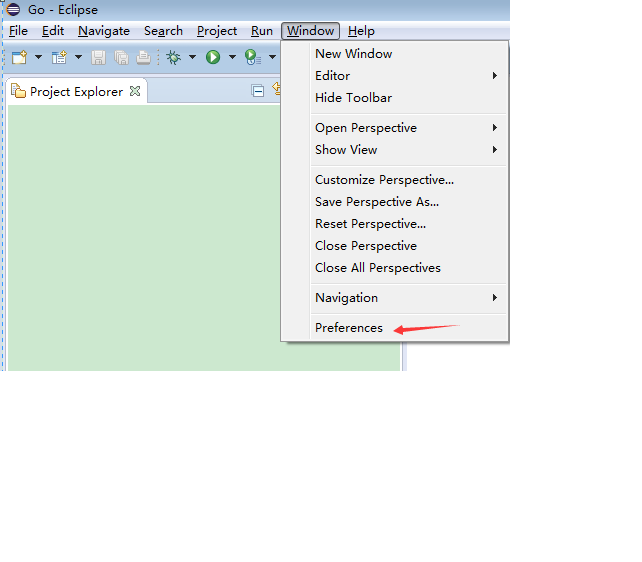 Go - Eclipse
File Edit Navigate Search Project Run Window Help
Project Explorer
New Window
Editor
Hide Toolbar
Open Perspective
Show View
Customize Perspective...
Save Perspective As...
Reset Perspective...
Close Perspective
Close All Perspectives
Navigation
Preferences